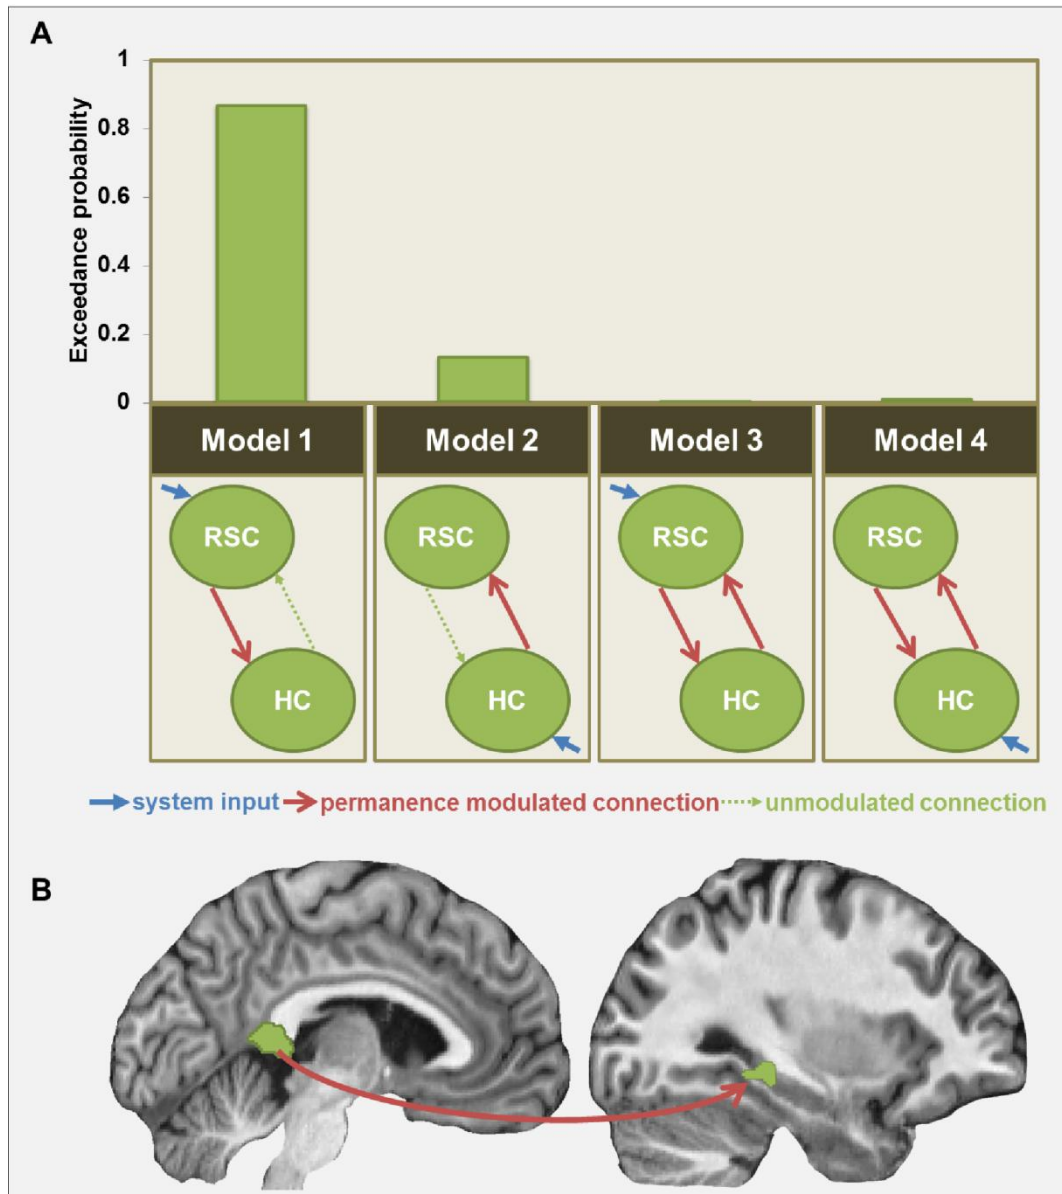 A
Exceedance probability
1
0.8
0.6
0.4
0.2
0
Model 1 Model 2 Model 3 Model 4
RSC RSC RSC RSC
HC HC HC HC
system input permanence modulated connection unmodulated connection
B